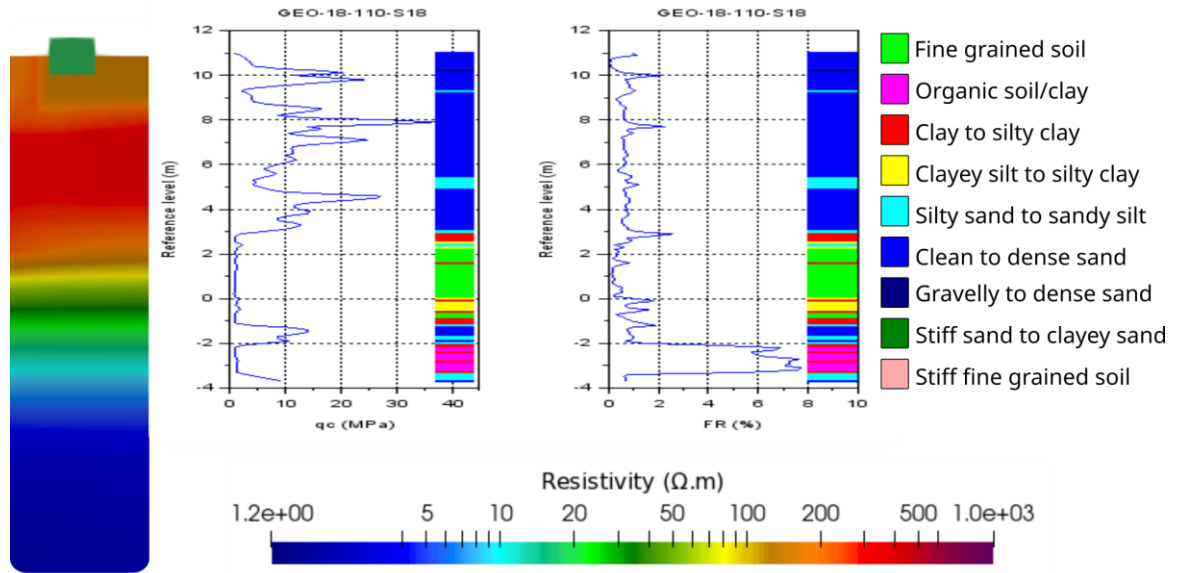 GEO-18-110-S18
12
10
8
6
4
2
0
-2
-4
Reference level (m)
0 10 20 30 40
qc (MPa)
GEO-18-110-S18
12
10
8
6
4
2
0
-2
-4
Reference level (m)
0 2 4 6 8 10
FR (%)
Fine grained soil
Organic soil/clay
Clay to silty clay
Clayey silt to silty clay
Silty sand to sandy silt
Clean to dense sand
Gravelly to dense sand
Stiff sand to clayey sand
Stiff fine grained soil
Resistivity (Ω.m)
1.2e+00 5 10 20 50 100 200 500 1.0e+03